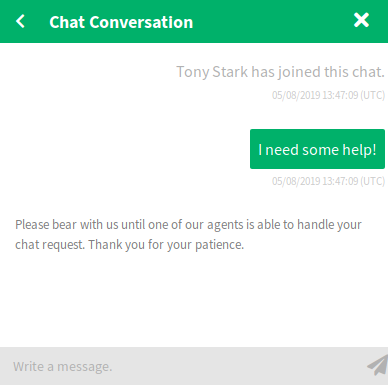 Chat Conversation
Tony Stark has joined this chat.
05/08/2019 13:47:09 (UTC)
I need some help!
05/08/2019 13:47:09 (UTC)
Please bear with us until one of our agents is able to handle your
chat request. Thank you for your patience.
Write a message.